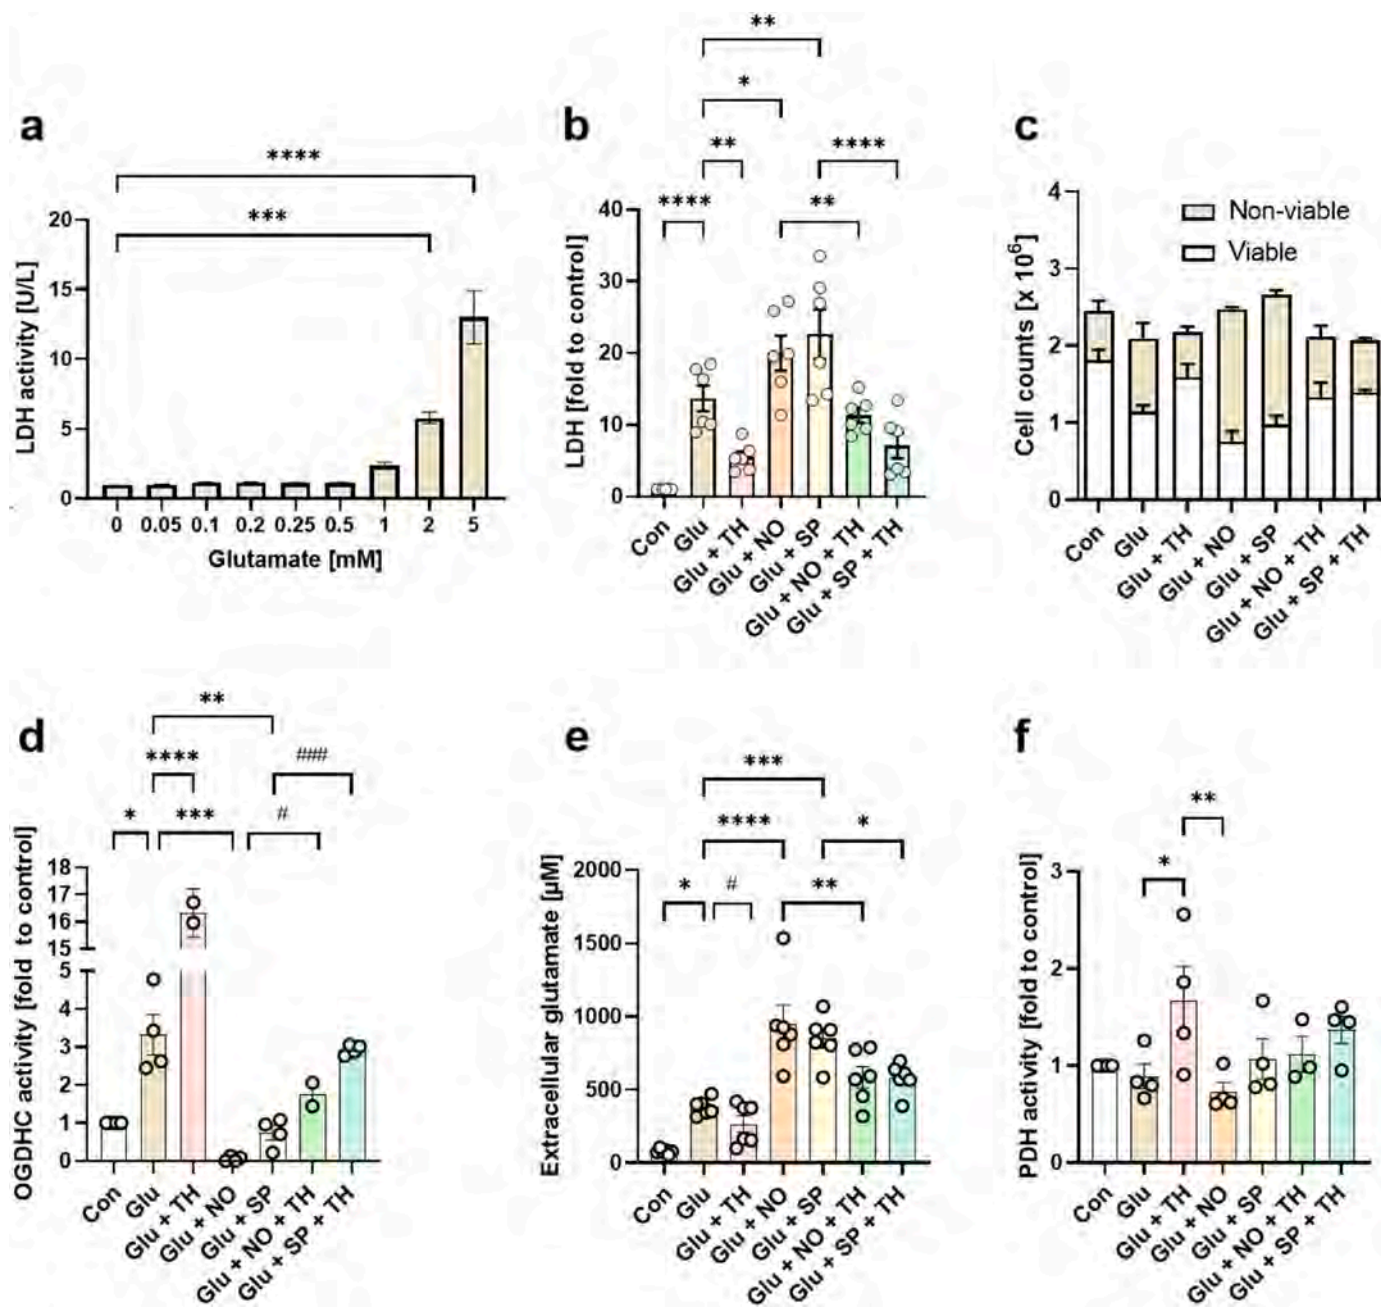 a
****
***
LDH activity [U/L]
20
15
10
5
0
0 0.05 0.1 0.2 0.25 0.5 1 2 5
Glutamate [mM]
b
**
*
** ****
**** **
LDH [fold to control]
40
30
20
10
0
Con
Glu
Glu + TH
Glu + NO
Glu + SP
Glu + NO + TH
Glu + SP + TH
c
Cell counts [x 10⁶]
4
3
2
1
0
Non-viable
Viable
Con
Glu
Glu + TH
Glu + NO
Glu + SP
Glu + NO + TH
Glu + SP + TH
d
**
**** ###
* *** #
OGDHC activity [fold to control]
18
17
16
15
5
4
3
2
1
0
Con
Glu
Glu + TH
Glu + NO
Glu + SP
Glu + NO + TH
Glu + SP + TH
e
***
**** *
* # **
Extracellular glutamate [µM]
2000
1500
1000
500
0
Con
Glu
Glu + TH
Glu + NO
Glu + SP
Glu + NO + TH
Glu + SP + TH
f
**
*
PDH activity [fold to control]
3
2
1
0
Con
Glu
Glu + TH
Glu + NO
Glu + SP
Glu + NO + TH
Glu + SP + TH